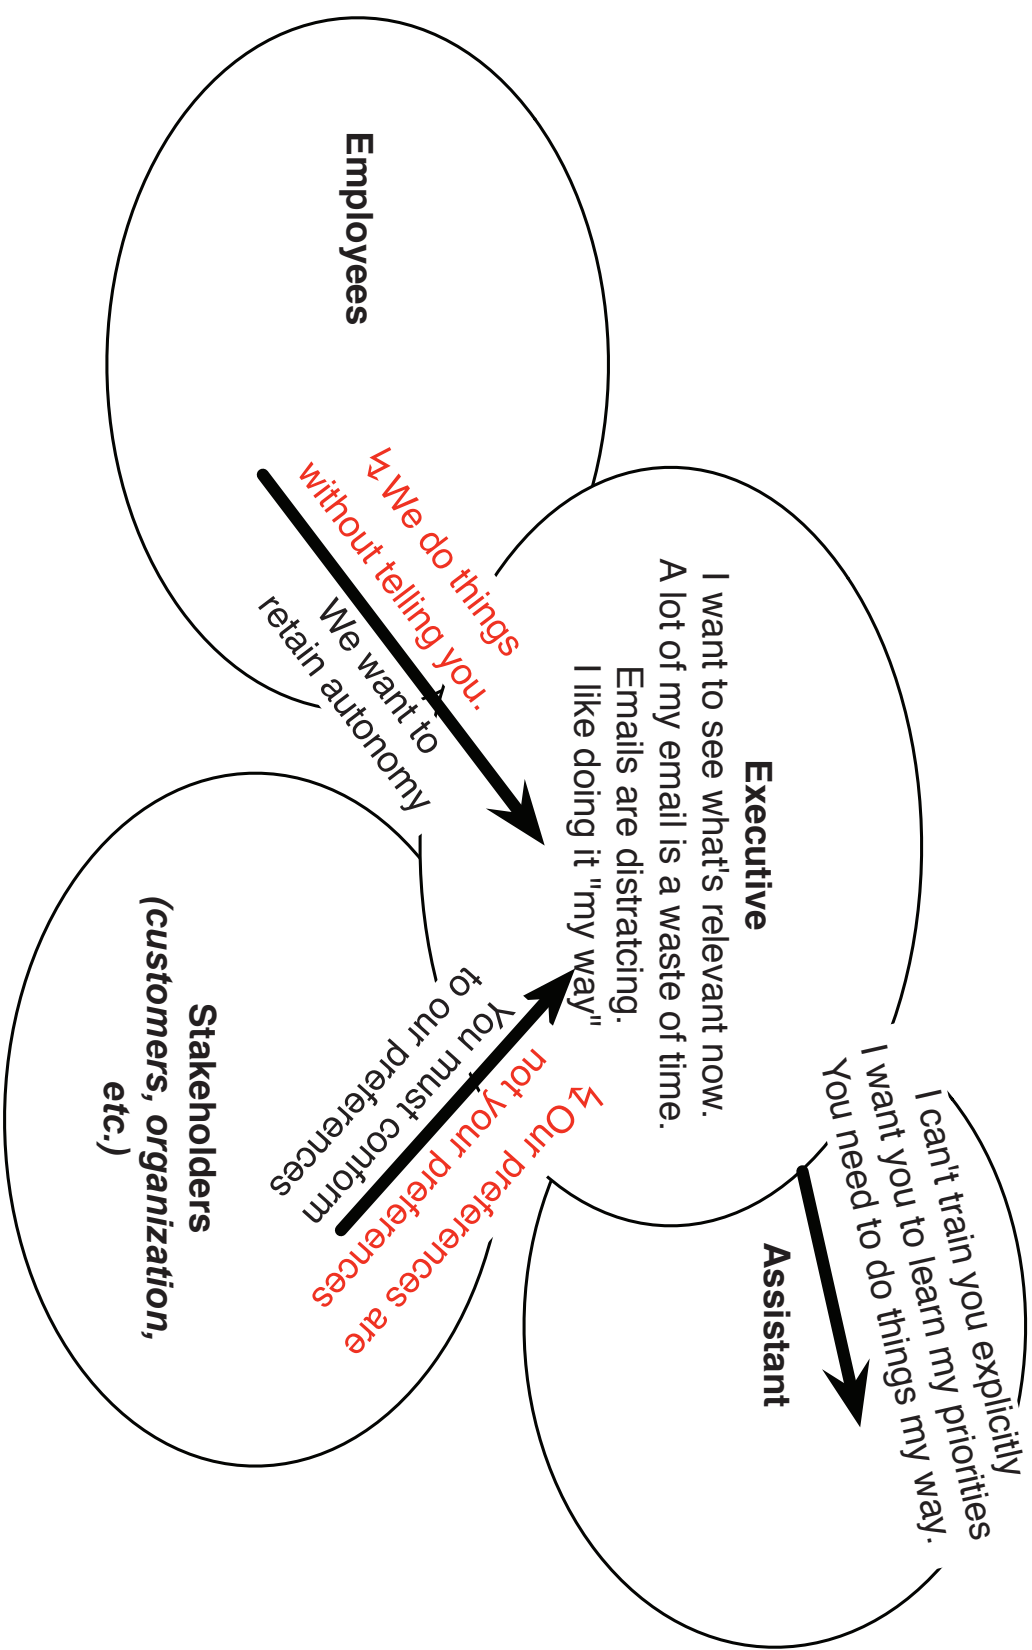 I can't train you explicitly
I want you to learn my priorities
You need to do things my way.
Executive
I want to see what's relevant now.
A lot of my email is a waste of time.
Emails are distratcing.
I like doing it "my way"
Assistant
Employees
↯We do things
without telling you.
We want to
retain autonomy
↯Our preferences are
not your preferences
You must conform
to our preferences
Stakeholders
(customers, organization,
etc.)